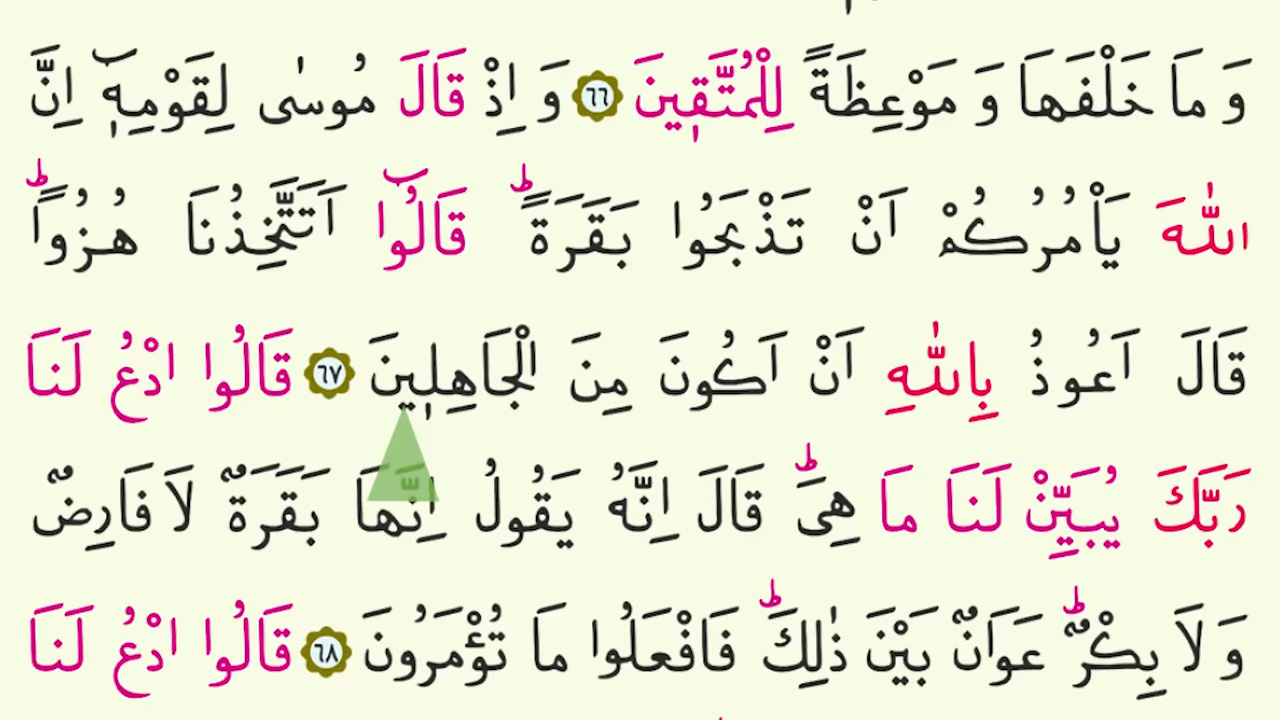 وَ مَا خَلْفَهَا وَ مَوْعِظَةً لِلْمُتَّقٖينَ ٦٦ وَ اِذْ قَالَ مُوسٰى لِقَوْمِهٖٓ اِنَّ
اللّٰهَ يَاْمُرُكُمْ اَنْ تَذْبَحُوا بَقَرَةًؕ قَالُٓوا اَتَتَّخِذُنَا هُزُوًاؕ
قَالَ اَعُوذُ بِاللّٰهِ اَنْ اَكُونَ مِنَ الْجَاهِلٖينَ ٦٧ قَالُوا ادْعُ لَنَا
رَبَّكَ يُبَيِّنْ لَنَا مَا هِىَؕ قَالَ اِنَّهُ يَقُولُ اِنَّهَا بَقَرَةٌ لَا فَارِضٌ
وَ لَا بِكْرٌؕ عَوَانٌ بَيْنَ ذٰلِكَؕ فَافْعَلُوا مَا تُؤْمَرُونَ ٦٨ قَالُوا ادْعُ لَنَا